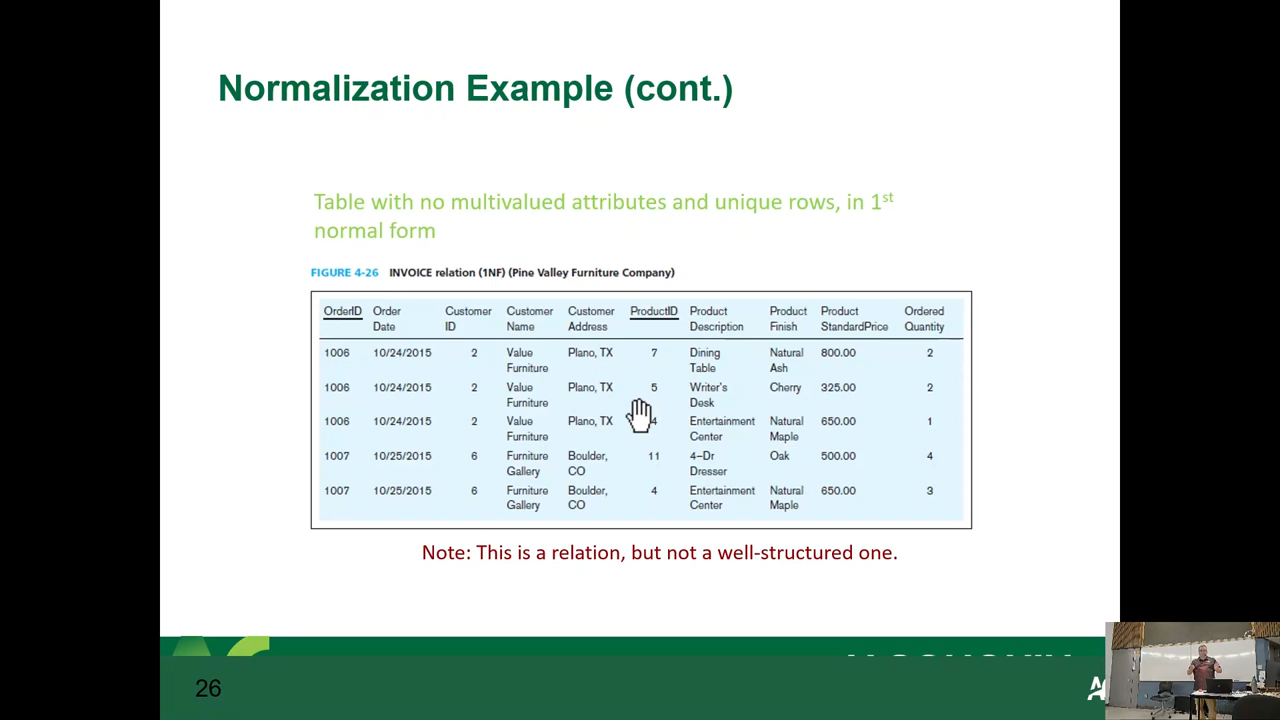 Normalization Example (cont.)
Table with no multivalued attributes and unique rows, in 1st
normal form
FIGURE 4-26 INVOICE relation (1NF) (Pine Valley Furniture Company)
OrderID Order Customer Customer Customer ProductID Product Product Product Ordered
Date ID Name Address Description Finish StandardPrice Quantity
1006 10/24/2015 2 Value Plano, TX 7 Dining Natural 800.00 2
Furniture Table Ash
1006 10/24/2015 2 Value Plano, TX 5 Writer's Cherry 325.00 2
Furniture Desk
1006 10/24/2015 2 Value Plano, TX 4 Entertainment Natural 650.00 1
Furniture Center Maple
1007 10/25/2015 6 Furniture Boulder, 11 4–Dr Oak 500.00 4
Gallery CO Dresser
1007 10/25/2015 6 Furniture Boulder, 4 Entertainment Natural 650.00 3
Gallery CO Center Maple
Note: This is a relation, but not a well-structured one.
26